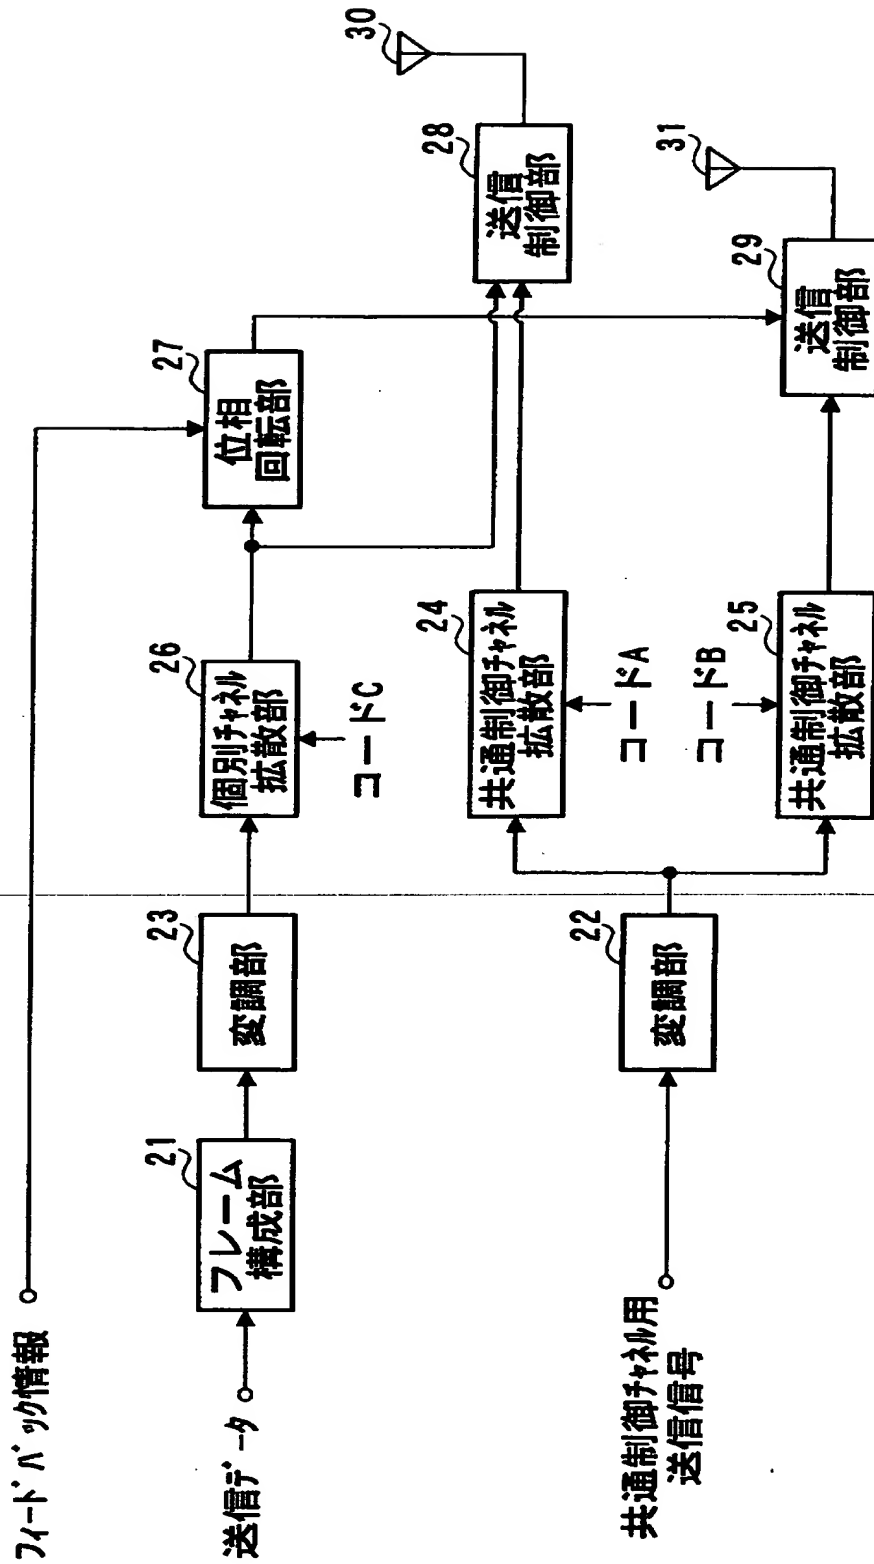 フィードバック情報
送信データ
21
フレーム
構成部
23
変調部
26
個別チャネル
拡散部
コードC
27
位相
回転部
共通制御チャネル用
送信信号
22
変調部
24
共通制御チャネル
拡散部
コードA
コードB
25
共通制御チャネル
拡散部
28
送信
制御部
30
29
送信
制御部
31